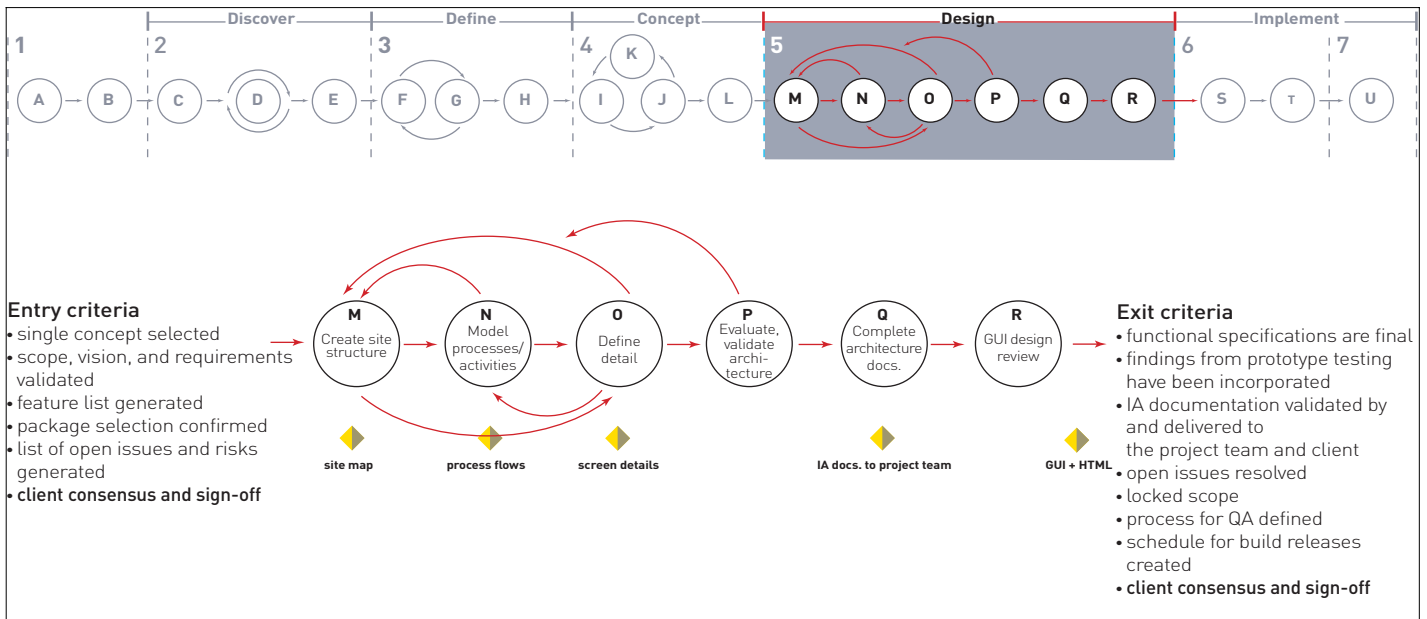 Discover
Define
Concept
Design
Implement
1
2
3
4
5
6
7
A
B
C
D
E
F
G
H
I
K
J
L
M
N
O
P
Q
R
S
T
U
Entry criteria
• single concept selected
• scope, vision, and requirements
validated
• feature list generated
• package selection confirmed
• list of open issues and risks
generated
• client consensus and sign-off
M
Create site
structure
N
Model
processes/
activities
O
Define
detail
P
Evaluate,
validate
archi-
tecture
Q
Complete
architecture
docs.
R
GUI design
review
site map
process flows
screen details
IA docs. to project team
GUI + HTML
Exit criteria
• functional specifications are final
• findings from prototype testing
have been incorporated
• IA documentation validated by
and delivered to
the project team and client
• open issues resolved
• locked scope
• process for QA defined
• schedule for build releases
created
• client consensus and sign-off